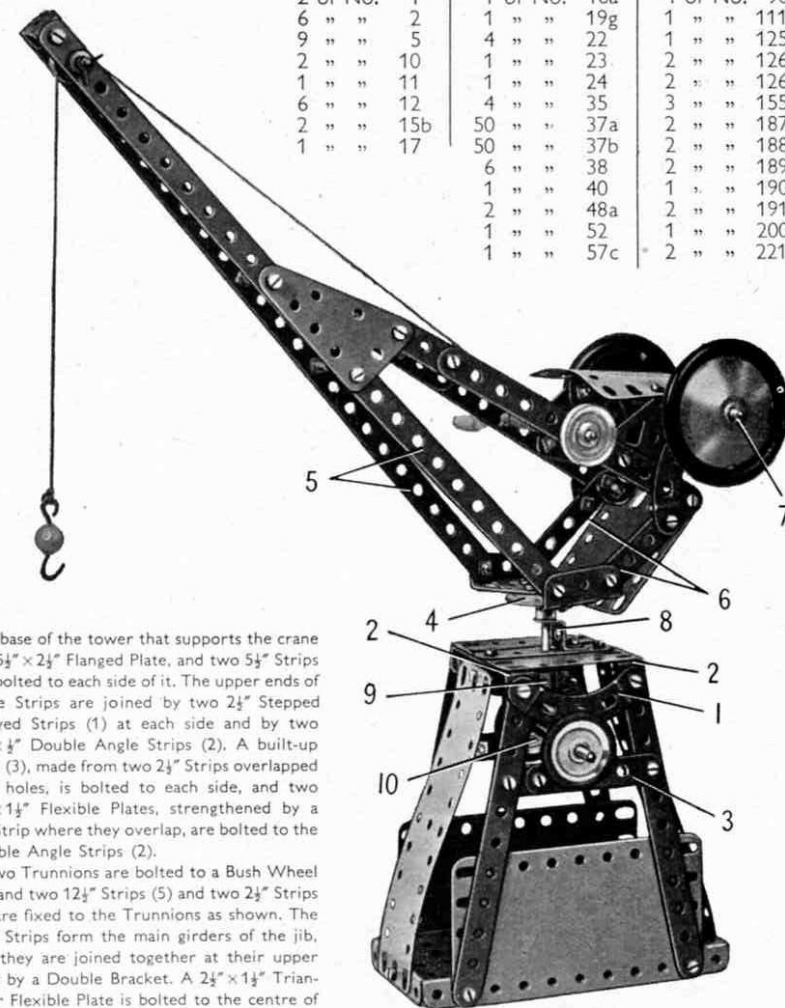 6 „ „ 2
9 „ „ 5
2 „ „ 10
1 „ „ 11
6 „ „ 12
2 „ „ 15b
1 „ „ 17
1 „ „ 19g
4 „ „ 22
1 „ „ 23
1 „ „ 24
4 „ „ 35
50 „ „ 37a
50 „ „ 37b
6 „ „ 38
1 „ „ 40
2 „ „ 48a
1 „ „ 52
1 „ „ 57c
1 „ „ 111
1 „ „ 125
2 „ „ 126
2 „ „ 126
3 „ „ 155
2 „ „ 187
2 „ „ 188
2 „ „ 189
1 „ „ 190
2 „ „ 191
1 „ „ 200
2 „ „ 221
5
7
6
4
8
2
2
9
1
10
3
base of the tower that supports the crane
5½″ × 2½″ Flanged Plate, and two 5½″ Strips
bolted to each side of it. The upper ends of
Strips are joined by two 2½″ Stepped
Strips (1) at each side and by two
½″ Double Angle Strips (2). A built-up
(3), made from two 2½″ Strips overlapped
holes, is bolted to each side, and two
1½″ Flexible Plates, strengthened by a
where they overlap, are bolted to the
Angle Strips (2).
Trunnions are bolted to a Bush Wheel
and two 12½″ Strips (5) and two 2½″ Strips
fixed to the Trunnions as shown. The
Strips form the main girders of the jib,
they are joined together at their upper
by a Double Bracket. A 2½″ × 1½″ Trian-
Flexible Plate is bolted to the centre of